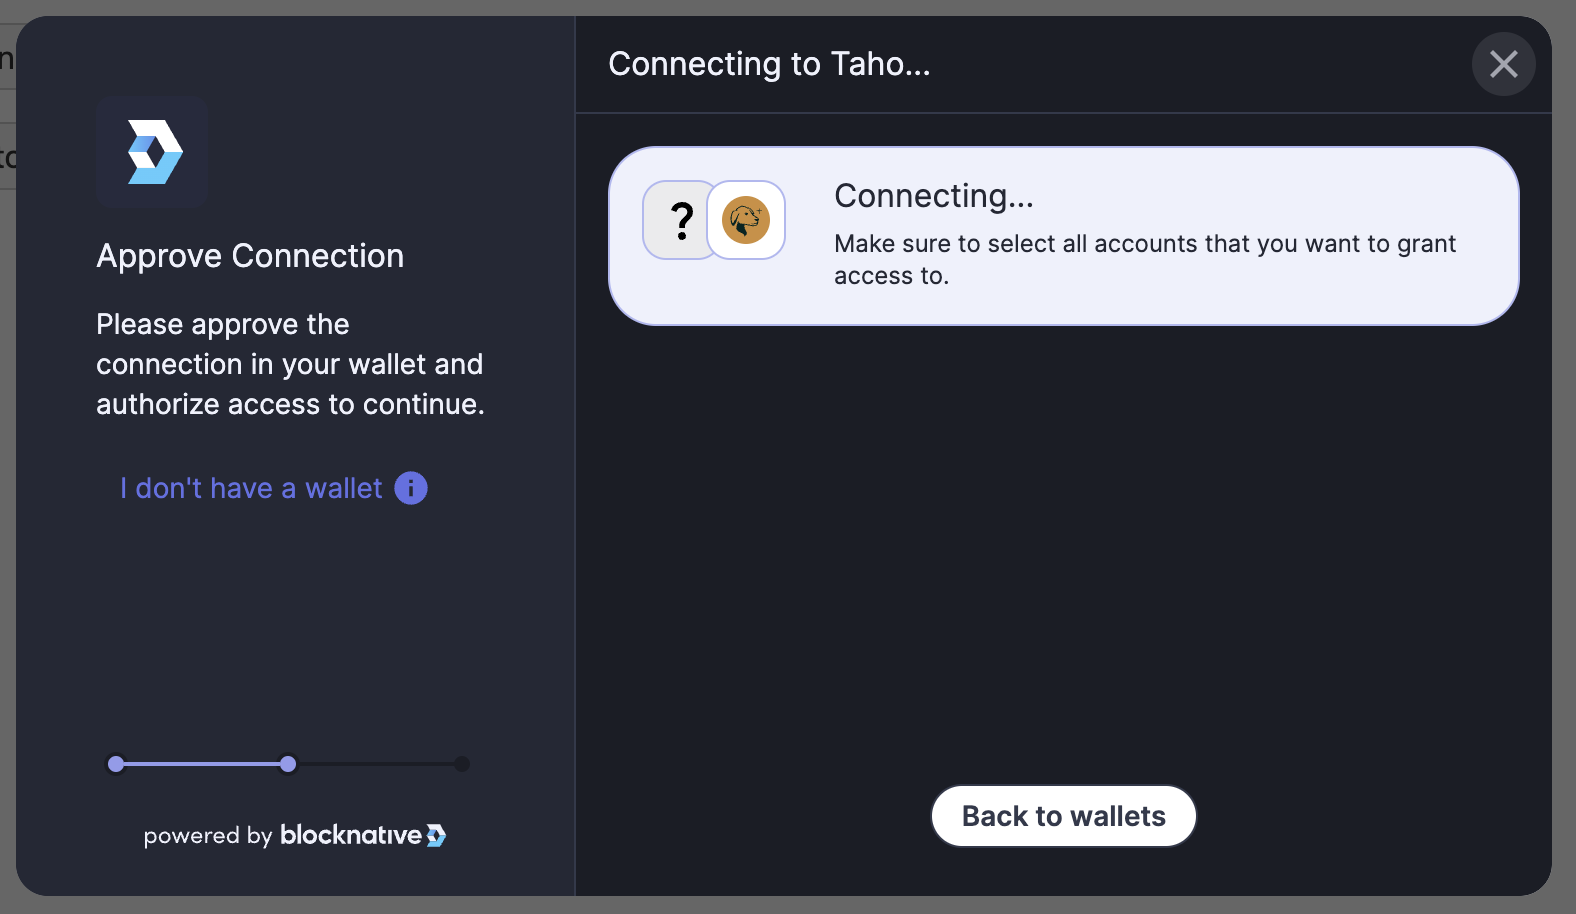 Connecting to Taho...
Approve Connection
Please approve the
connection in your wallet and
authorize access to continue.
I don't have a wallet i
powered by blocknative
?
Connecting...
Make sure to select all accounts that you want to grant
access to.
Back to wallets